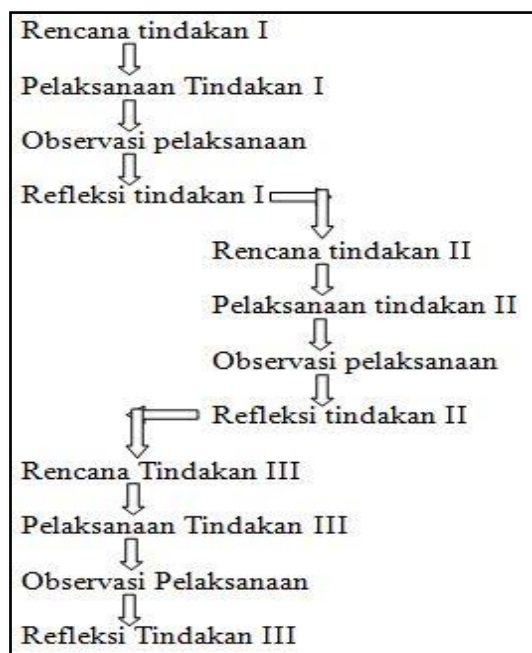 Rencana tindakan I
Pelaksanaan Tindakan I
Observasi pelaksanaan
Refleksi tindakan I
Rencana tindakan II
Pelaksanaan tindakan II
Observasi pelaksanaan
Refleksi tindakan II
Rencana Tindakan III
Pelaksanaan Tindakan III
Observasi Pelaksanaan
Refleksi Tindakan III